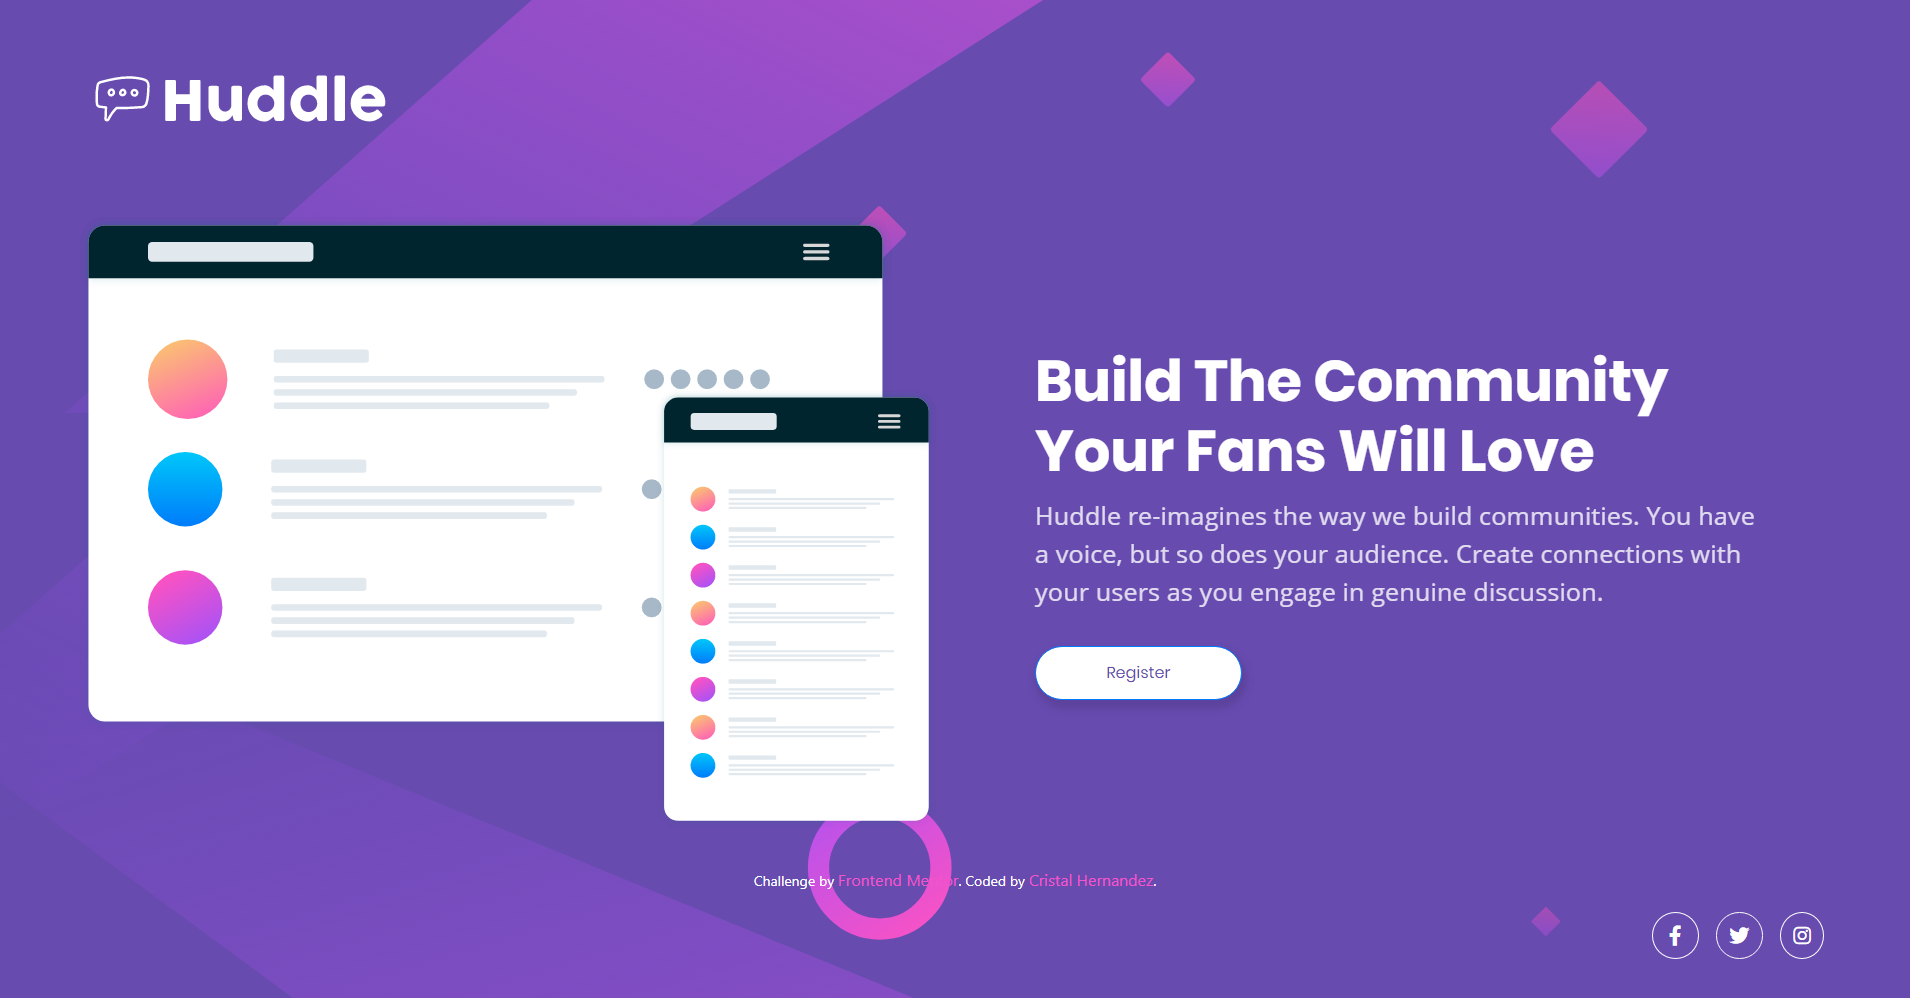 Huddle
Build The Community
Your Fans Will Love
Huddle re-imagines the way we build communities. You have
a voice, but so does your audience. Create connections with
your users as you engage in genuine discussion.
Register
Challenge by Frontend Mentor. Coded by Cristal Hernandez.